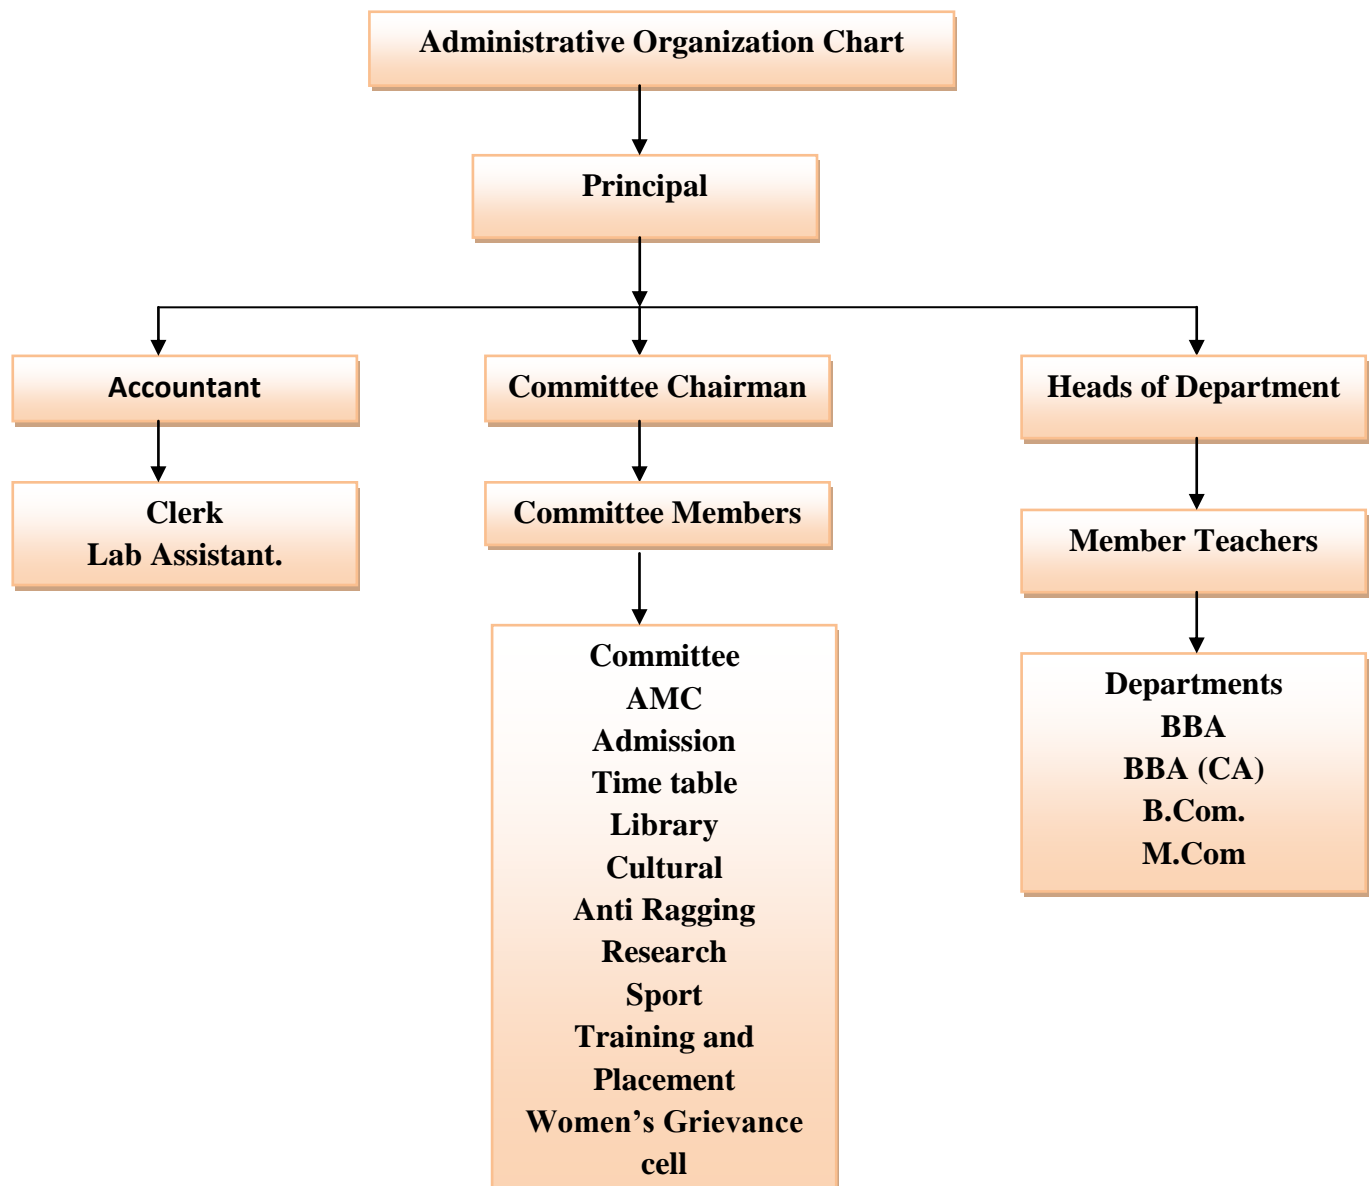 Administrative Organization Chart
Principal
Accountant
Clerk
Lab Assistant.
Committee Chairman
Committee Members
Committee
AMC
Admission
Time table
Library
Cultural
Anti Ragging
Research
Sport
Training and
Placement
Women’s Grievance
cell
Heads of Department
Member Teachers
Departments
BBA
BBA (CA)
B.Com.
M.Com